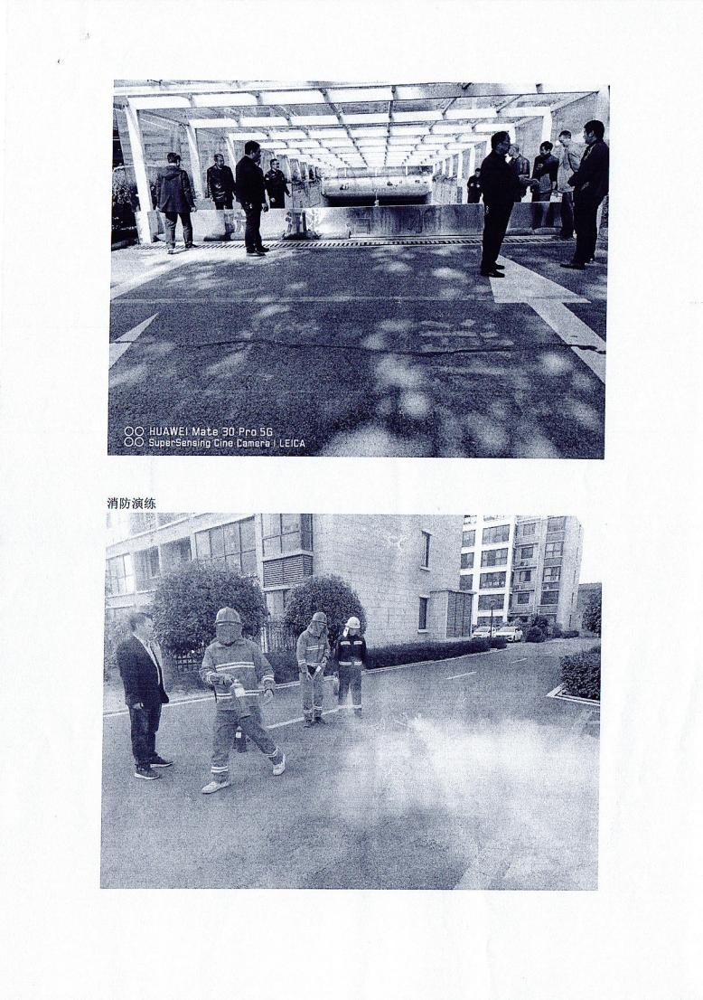 HUAWEI Mate 30 Pro 5G
SuperSensing Cine Camera | LEICA
消防演练